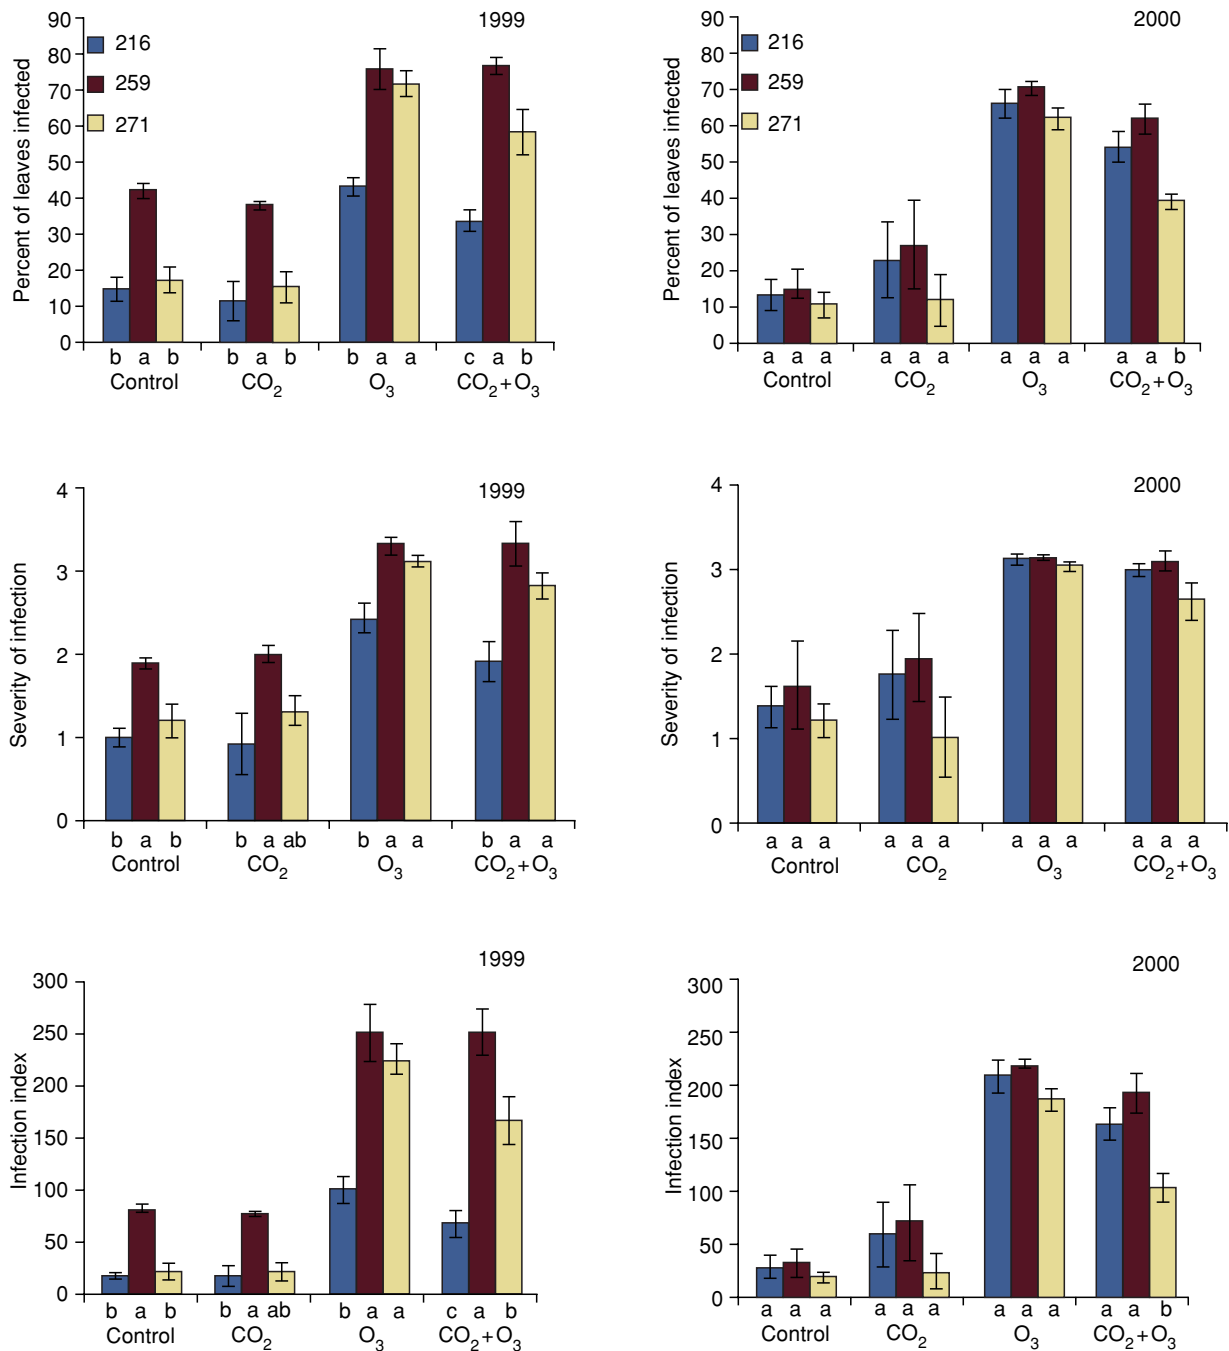 1999
Percent of leaves infected
90
80
70
60
50
40
30
20
10
0
216
259
271
b a b
b a b
b a a
c a b
Control
CO2
O3
CO2 + O3
2000
Percent of leaves infected
90
80
70
60
50
40
30
20
10
0
216
259
271
a a a
a a a
a a a
a a b
Control
CO2
O3
CO2 + O3
1999
Severity of infection
4
3
2
1
0
b a b
b a ab
b a a
b a a
Control
CO2
O3
CO2 + O3
2000
Severity of infection
4
3
2
1
0
a a a
a a a
a a a
a a a
Control
CO2
O3
CO2 + O3
1999
Infection index
300
250
200
150
100
50
0
b a b
b a ab
b a a
c a b
Control
CO2
O3
CO2 + O3
2000
Infection index
300
250
200
150
100
50
0
a a a
a a a
a a a
a a b
Control
CO2
O3
CO2 + O3